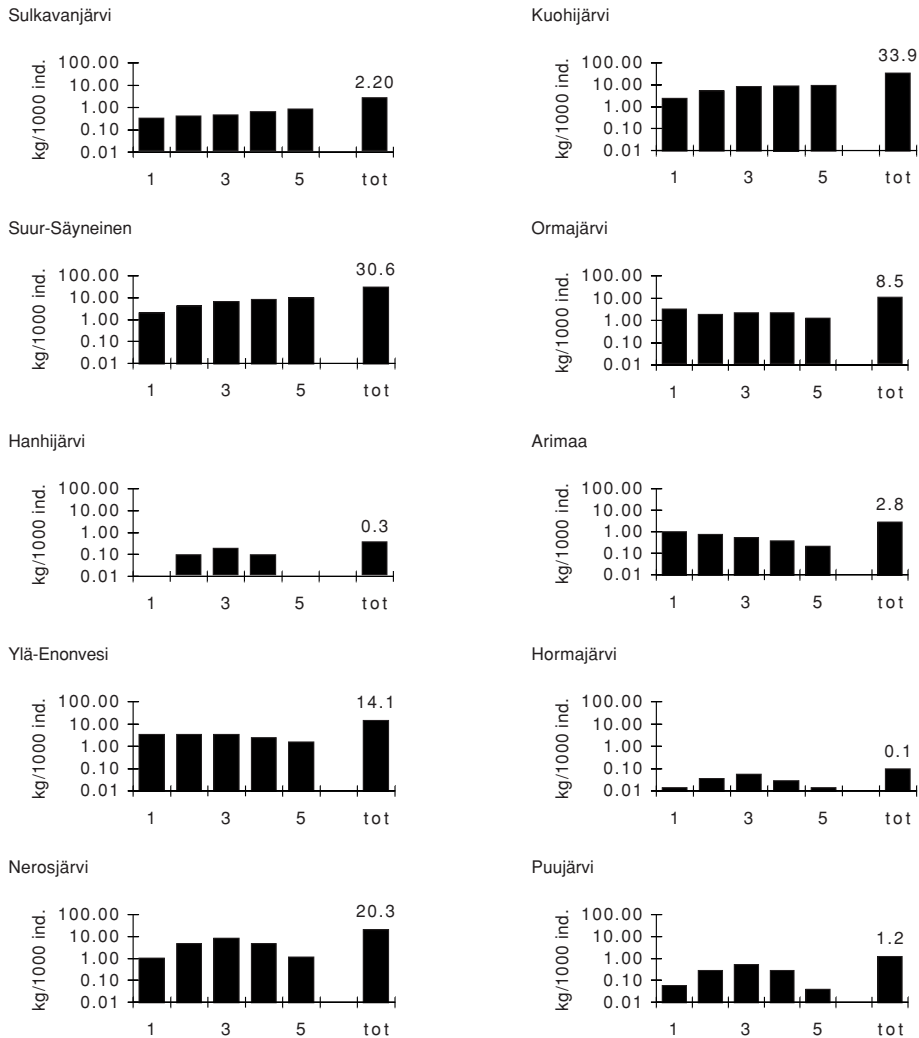 Sulkavanjärvi
kg/1000 ind.
100.00
10.00
1.00
0.10
0.01
2.20
1 3 5 tot
Kuohijärvi
kg/1000 ind.
100.00
10.00
1.00
0.10
0.01
33.9
1 3 5 tot
Suur-Säyneinen
kg/1000 ind.
100.00
10.00
1.00
0.10
0.01
30.6
1 3 5 tot
Ormajärvi
kg/1000 ind.
100.00
10.00
1.00
0.10
0.01
8.5
1 3 5 tot
Hanhijärvi
kg/1000 ind.
100.00
10.00
1.00
0.10
0.01
0.3
1 3 5 tot
Arimaa
kg/1000 ind.
100.00
10.00
1.00
0.10
0.01
2.8
1 3 5 tot
Ylä-Enonvesi
kg/1000 ind.
100.00
10.00
1.00
0.10
0.01
14.1
1 3 5 tot
Hormajärvi
kg/1000 ind.
100.00
10.00
1.00
0.10
0.01
0.1
1 3 5 tot
Nerosjärvi
kg/1000 ind.
100.00
10.00
1.00
0.10
0.01
20.3
1 3 5 tot
Puujärvi
kg/1000 ind.
100.00
10.00
1.00
0.10
0.01
1.2
1 3 5 tot